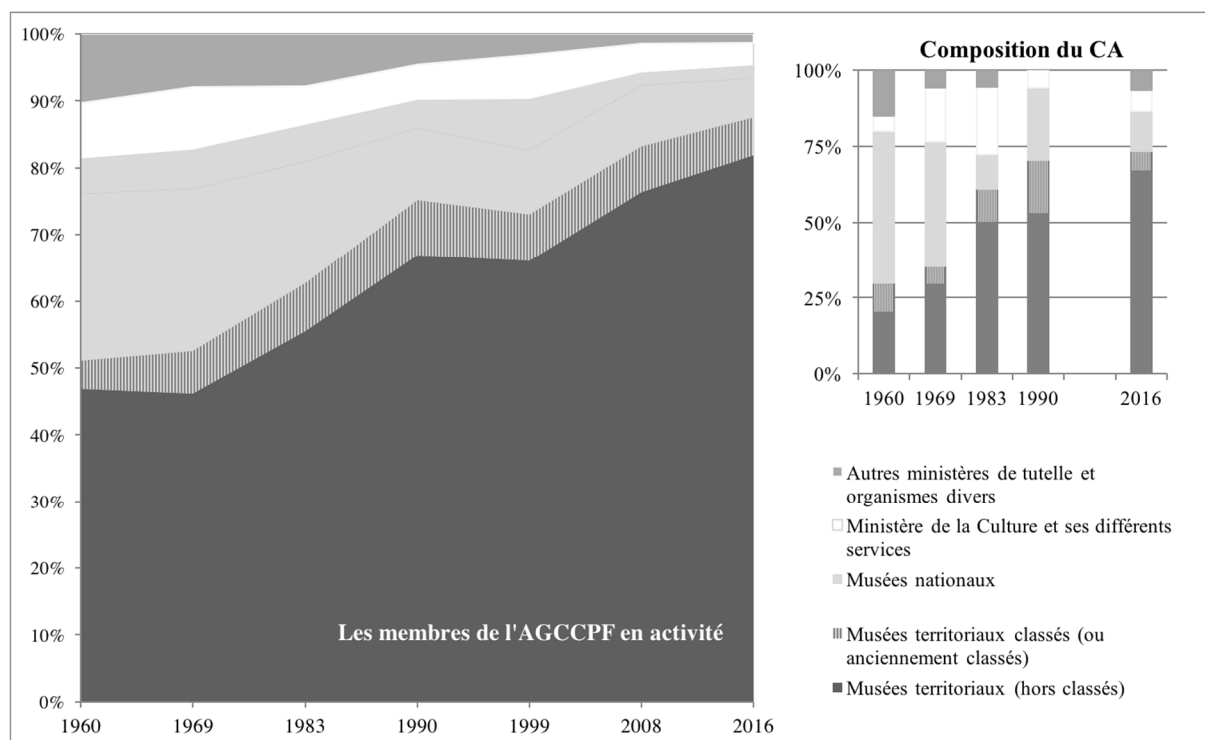 100%
90%
80%
70%
60%
50%
40%
30%
20%
10%
0%
Les membres de l'AGCCPF en activité
1960 1969 1983 1990 1999 2008 2016
Composition du CA
100%
75%
50%
25%
0%
1960 1969 1983 1990 2016
Autres ministères de tutelle et
organismes divers
Ministère de la Culture et ses différents
services
Musées nationaux
Musées territoriaux classés (ou
anciennement classés)
Musées territoriaux (hors classés)